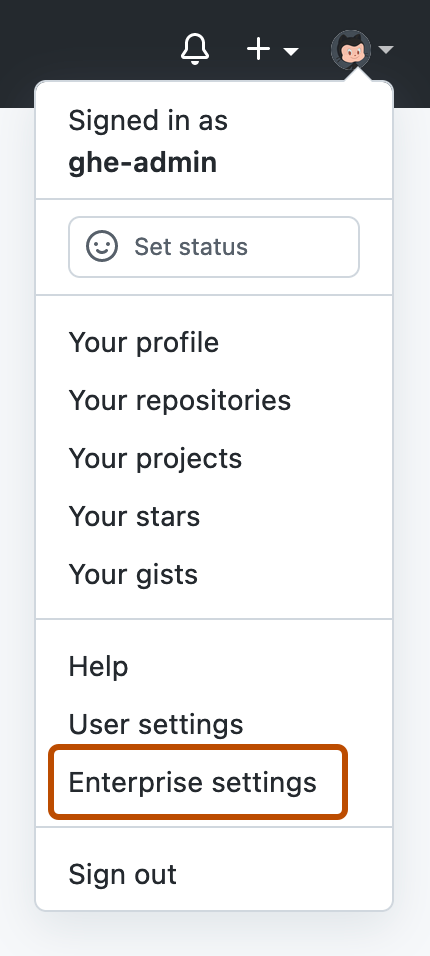 Signed in as
ghe-admin
Set status
Your profile
Your repositories
Your projects
Your stars
Your gists
Help
User settings
Enterprise settings
Sign out